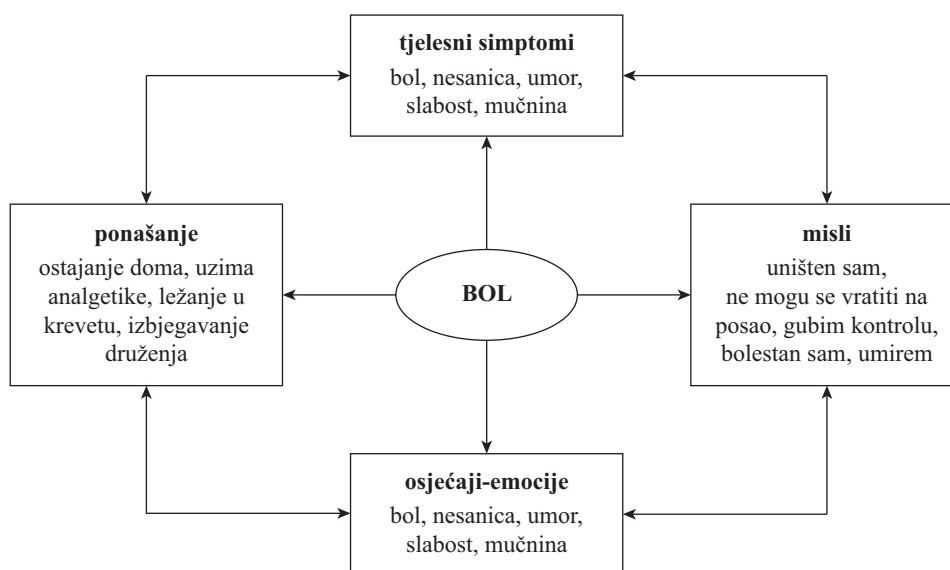 tjelesni simptomi
bol, nesanica, umor,
slabost, mučnina
ponašanje
ostajanje doma, uzima
analgetike, ležanje u
krevetu, izbjegavanje
druženja
BOL
misli
uništen sam,
ne mogu se vratiti na
posao, gubim kontrolu,
bolestan sam, umirem
osjećaji-emocije
bol, nesanica, umor,
slabost, mučnina